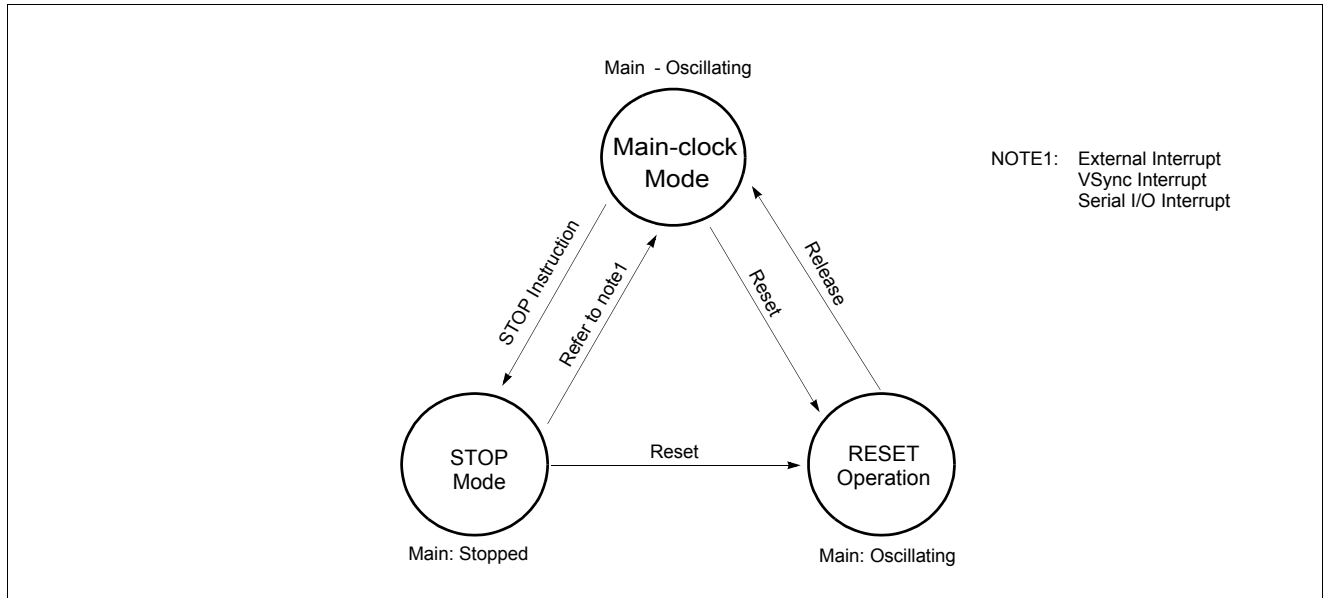 Main - Oscillating
Main-clock
Mode
NOTE1: External Interrupt
VSync Interrupt
Serial I/O Interrupt
STOP Instruction
Refer to note1
Reset
Release
STOP
Mode
Reset
RESET
Operation
Main: Stopped
Main: Oscillating